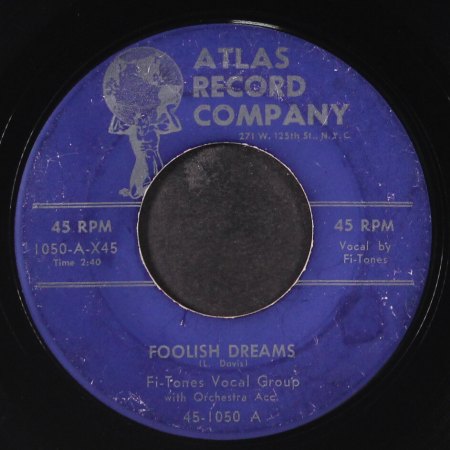 ATLAS
RECORD
COMPANY
271 W. 125th St., N.Y.C.
45 RPM
1050-A-X45
Time 2:40
45 RPM
Vocal by
Fi-Tones
FOOLISH DREAMS
(L. Davis)
Fi-Tones Vocal Group
with Orchestra Acc.
45-1050 A